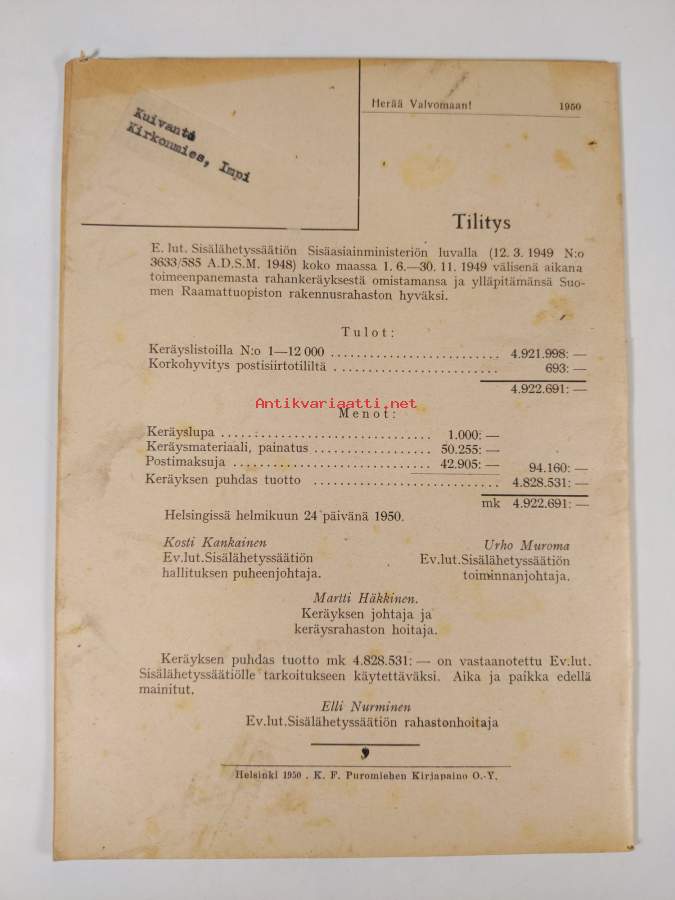 Kuivanto
Kirkonmies, Impi
Herää Valvomaan! 1950
Tilitys
E. lut. Sisälähetyssäätiön Sisäasiainministeriön luvalla (12. 3. 1949 N:o
3633/585 A.D.S.M. 1948) koko maassa 1. 6.—30. 11. 1949 välisenä aikana
toimeenpanemasta rahankeräyksestä omistamansa ja ylläpitämänsä Suo-
men Raamattuopiston rakennusrahaston hyväksi.
Tulot:
Keräyslistoilla N:o 1—12 000 ........................ 4.921.998: —
Korkohyvitys postisiirtotililtä ........................ 693: —
4.922.691: —
Antikvariaatti.net
Menot:
Keräyslupa ................................ 1.000: —
Keräysmateriaali, painatus ................. 50.255: —
Postimaksuja ............................. 42.905: — 94.160: —
Keräyksen puhdas tuotto .......................... 4.828.531: —
mk 4.922.691: —
Helsingissä helmikuun 24 päivänä 1950.
Kosti Kankainen Urho Muroma
Ev.lut.Sisälähetyssäätiön Ev.lut.Sisälähetyssäätiön
hallituksen puheenjohtaja. toiminnanjohtaja.
Martti Häkkinen.
Keräyksen johtaja ja
keräysrahaston hoitaja.
Keräyksen puhdas tuotto mk 4.828.531: — on vastaanotettu Ev.lut.
Sisälähetyssäätiölle tarkoitukseen käytettäväksi. Aika ja paikka edellä
mainitut.
Elli Nurminen
Ev.lut.Sisälähetyssäätiön rahastonhoitaja
Helsinki 1950 . K. F. Puromiehen Kirjapaino O.-Y.